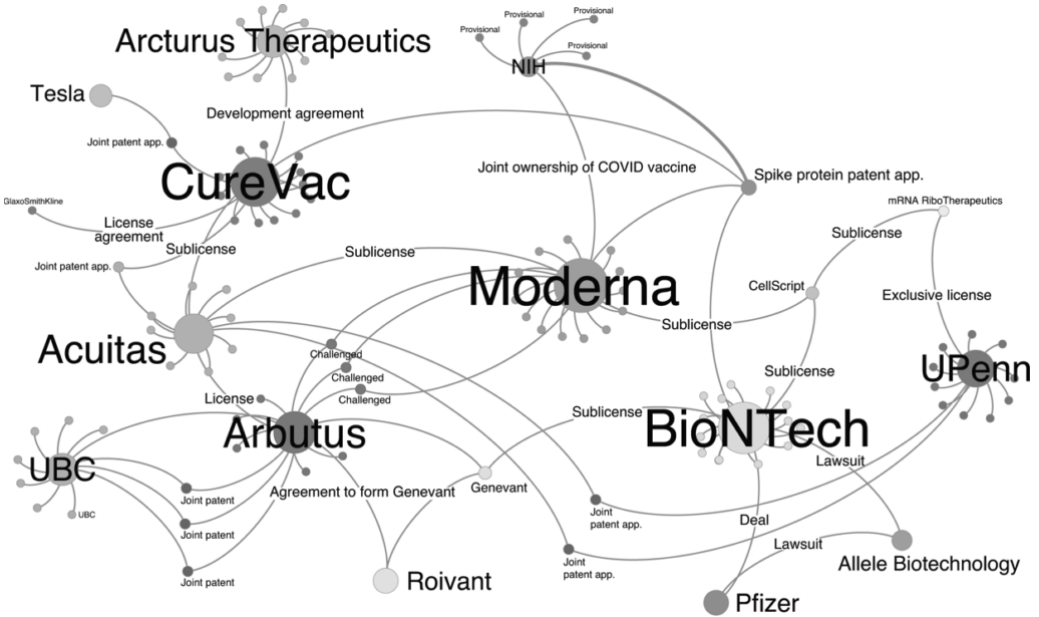 Provisional
Provisional
Provisional
Provisional
Arcturus Therapeutics
NIH
Tesla
Development agreement
Joint patent app.
Joint ownership of COVID vaccine
CureVac
Spike protein patent app.
GlaxoSmithKline
mRNA RiboTherapeutics
License
agreement
Sublicense
Sublicense
Sublicense
Joint patent app.
Moderna
CellScript
Exclusive license
Sublicense
Acuitas
Challenged
UPenn
Challenged
Sublicense
License
Challenged
Sublicense
Arbutus
BioNTech
UBC
Lawsuit
Genevant
Agreement to form Genevant
Joint patent
UBC
Joint
patent app.
Deal
Joint patent
Lawsuit
Joint
patent app.
Allele Biotechnology
Joint patent
Roivant
Pfizer